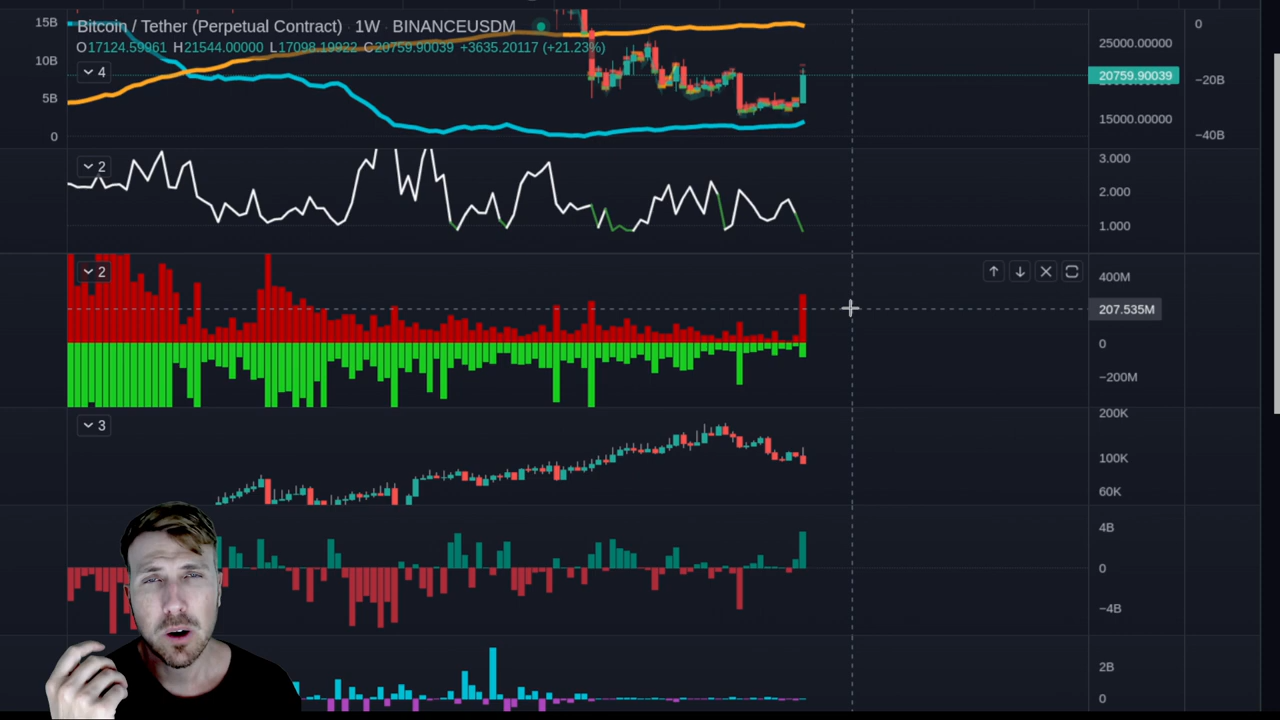 15B
Bitcoin / Tether (Perpetual Contract) · 1W · BINANCEUSDM
0
O17124.59961 H21544.00000 L17098.19922 C20759.90039 +3635.20117 (+21.23%)
25000.00000
10B
4
20759.90039
−20B
5B
15000.00000
0
−40B
2
3.000
2.000
1.000
2
400M
207.535M
0
−200M
3
200K
100K
60K
4B
0
−4B
2B
0